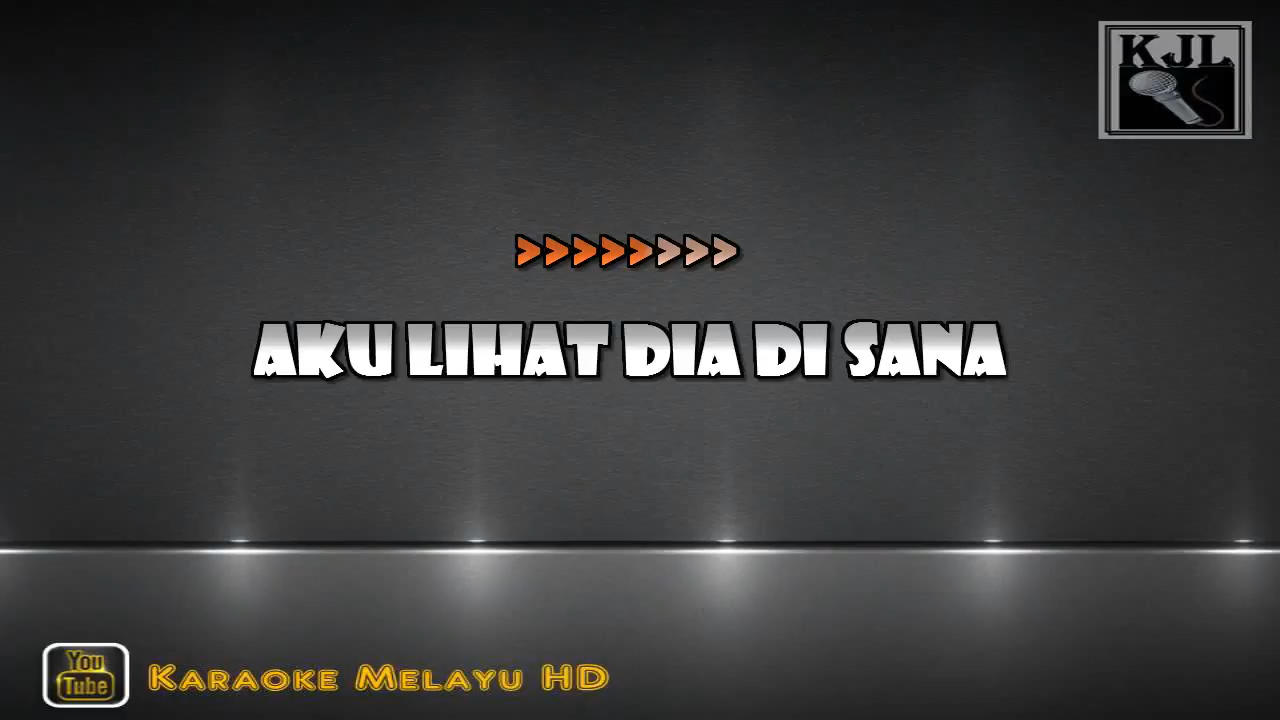 KJL
>>>>>>>>
AKU LIHAT DIA DI SANA
You
Tube
KARAOKE MELAYU HD